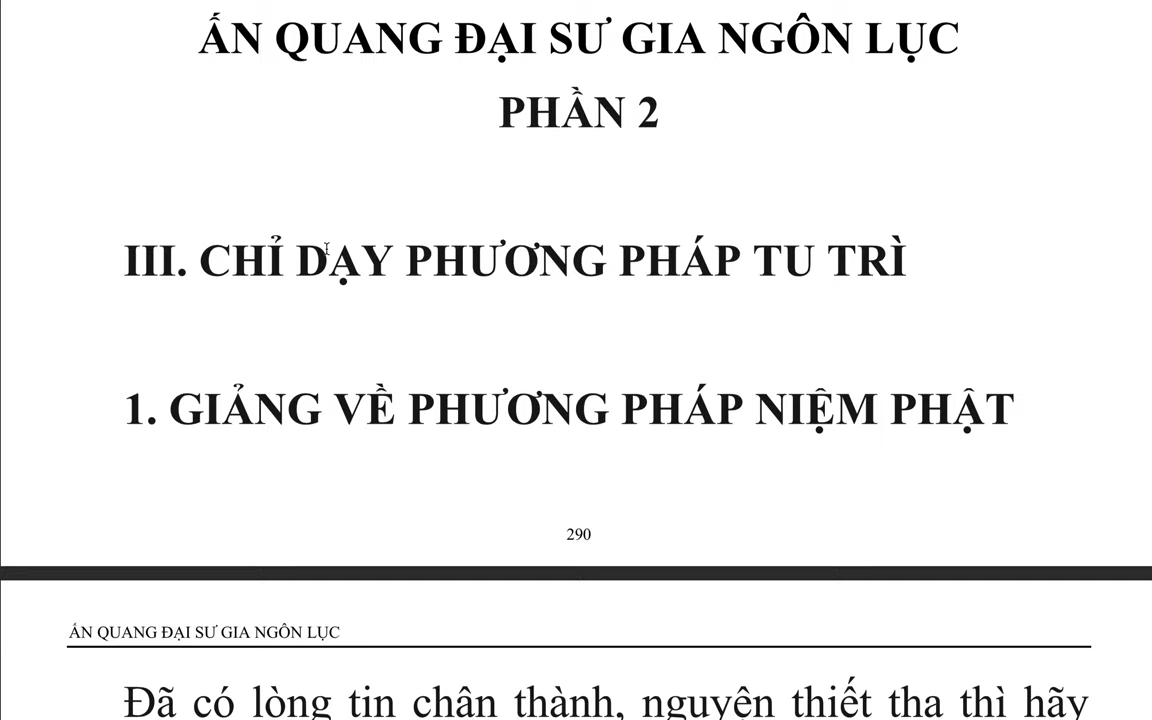 ẤN QUANG ĐẠI SƯ GIA NGÔN LỤC
PHẦN 2
III. CHỈ DẠY PHƯƠNG PHÁP TU TRÌ
1. GIẢNG VỀ PHƯƠNG PHÁP NIỆM PHẬT
290
ẤN QUANG ĐẠI SƯ GIA NGÔN LỤC
Đã có lòng tin chân thành, nguyện thiết tha thì hãy